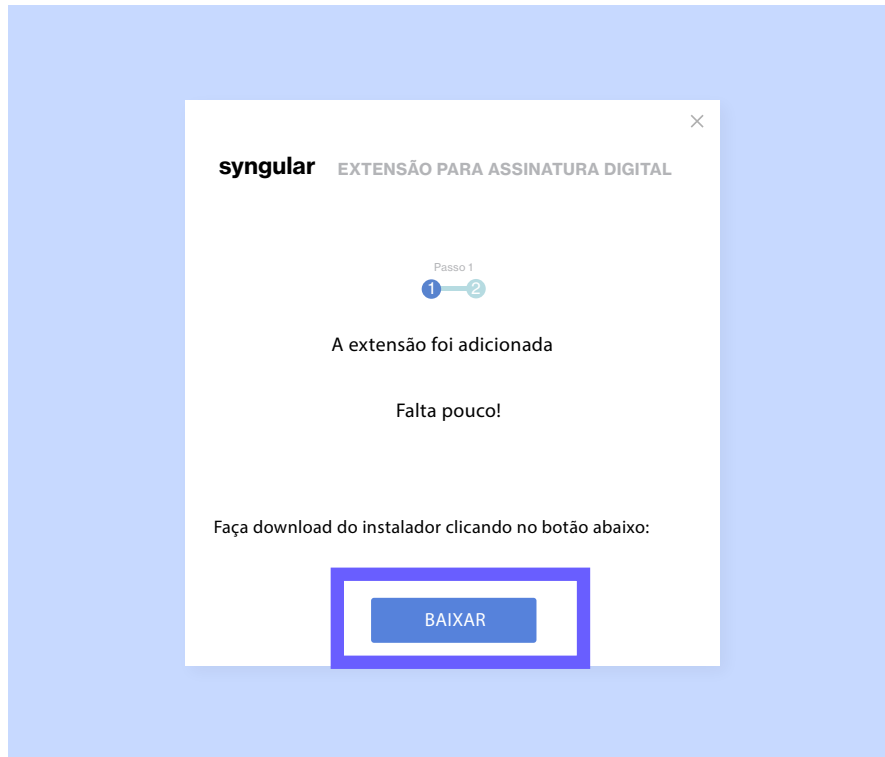 syngular EXTENSÃO PARA ASSINATURA DIGITAL
Passo 1
1 2
A extensão foi adicionada
Falta pouco!
Faça download do instalador clicando no botão abaixo:
BAIXAR